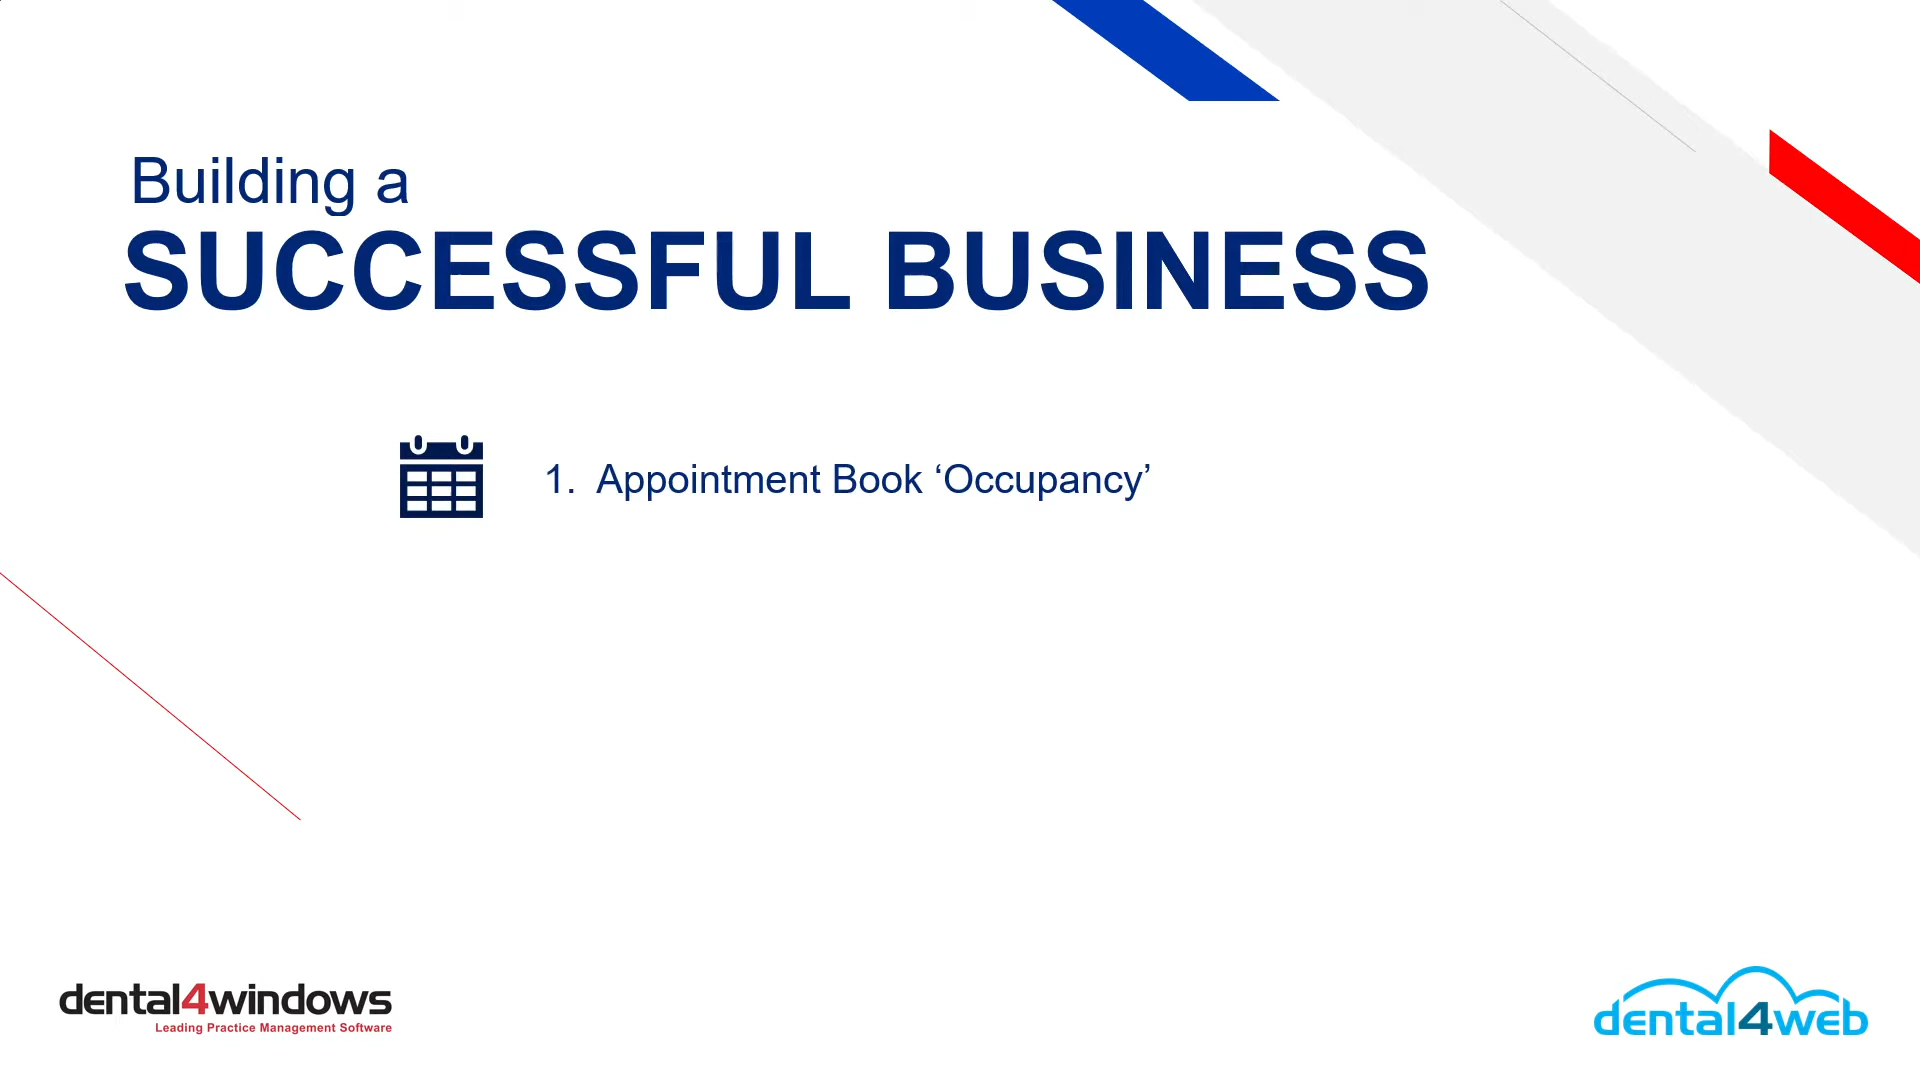 Building a
SUCCESSFUL BUSINESS
1. Appointment Book ‘Occupancy’
dental4windows
Leading Practice Management Software
dental4web